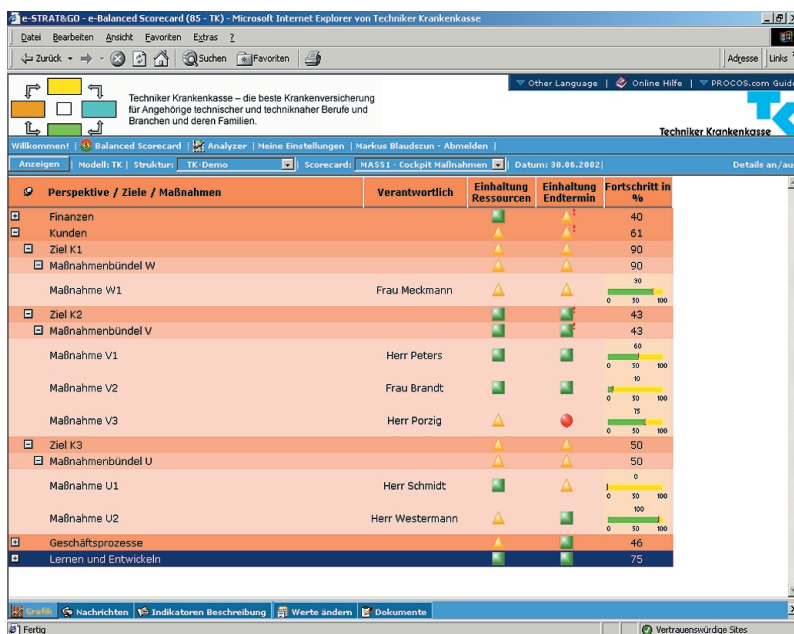 e-STRAT&GO - e-Balanced Scorecard (85 - TK) - Microsoft Internet Explorer von Techniker Krankenkasse
Datei Bearbeiten Ansicht Favoriten Extras ?
Zurück Suchen Favoriten Adresse Links
Techniker Krankenkasse – die beste Krankenversicherung
für Angehörige technischer und techniknaher Berufe und
Branchen und deren Familien.
Other Language | Online Hilfe | PROCOS.com Guide
TK
Techniker Krankenkasse
Willkommen! | Balanced Scorecard | Analyzer | Meine Einstellungen | Markus Blaudszun - Abmelden |
Anzeigen | Modell: TK | Struktur: TK-Demo | Scorecard: MASS1 - Cockpit Maßnahmen | Datum: 30.06.2002| Details an/au
Perspektive / Ziele / Maßnahmen Verantwortlich Einhaltung Ressourcen Einhaltung Endtermin Fortschritt in %
Finanzen ! 40
Kunden ! 61
Ziel K1 90
Maßnahmenbündel W 90
Maßnahme W1 Frau Meckmann 90
0 50 100
Ziel K2 ! 43
Maßnahmenbündel V ! 43
Maßnahme V1 Herr Peters 60
0 50 100
Maßnahme V2 Frau Brandt 10
0 50 100
Maßnahme V3 Herr Porzig 75
0 50 100
Ziel K3 50
Maßnahmenbündel U 50
Maßnahme U1 Herr Schmidt 0
0 50 100
Maßnahme U2 Herr Westermann 100
0 50 100
Geschäftsprozesse 46
Lernen und Entwickeln 75
Grafik Nachrichten Indikatoren Beschreibung Werte ändern Dokumente
Fertig Vertrauenswürdige Sites